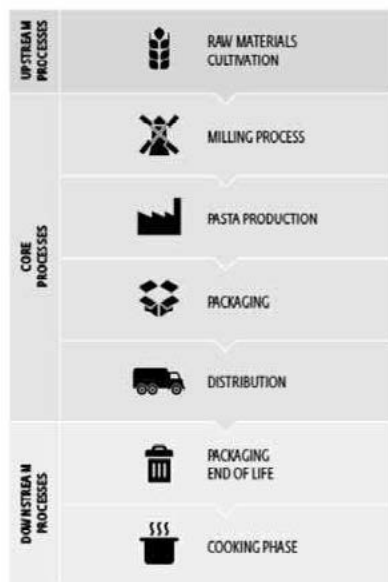 UPSTREAM
PROCESSES
RAW MATERIALS
CULTIVATION
CORE
PROCESSES
MILLING PROCESS
PASTA PRODUCTION
PACKAGING
DISTRIBUTION
DOWNSTREAM
PROCESSES
PACKAGING
END OF LIFE
COOKING PHASE